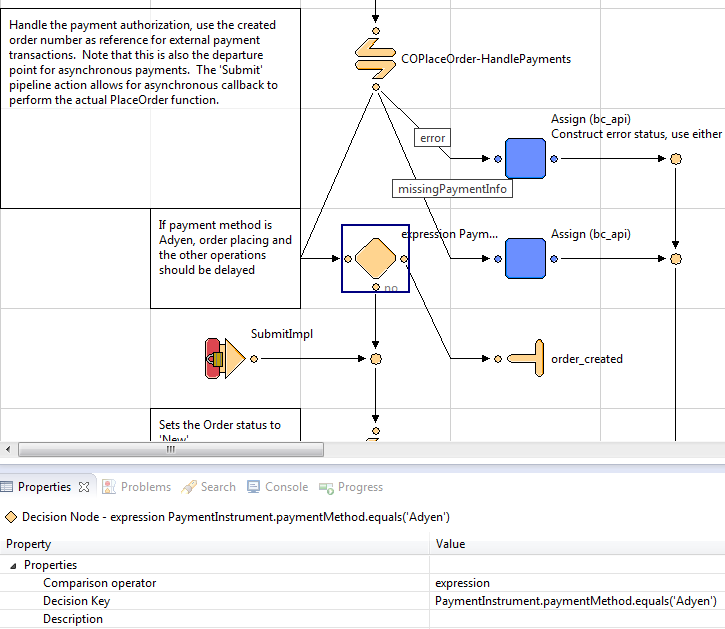 Handle the payment authorization, use the created
order number as reference for external payment
transactions.  Note that this is also the departure
point for asynchronous payments.  The 'Submit'
pipeline action allows for asynchronous callback to
perform the actual PlaceOrder function.
COPlaceOrder-HandlePayments
error
Assign (bc_api)
Construct error status, use either
missingPaymentInfo
If payment method is
Adyen, order placing and
the other operations
should be delayed
expression Paym...
Assign (bc_api)
no
SubmitImpl
order_created
Sets the Order status to
'New'
Properties
Problems
Search
Console
Progress
Decision Node - expression PaymentInstrument.paymentMethod.equals('Adyen')
Property Value
Properties
Comparison operator expression
Decision Key PaymentInstrument.paymentMethod.equals('Adyen')
Description